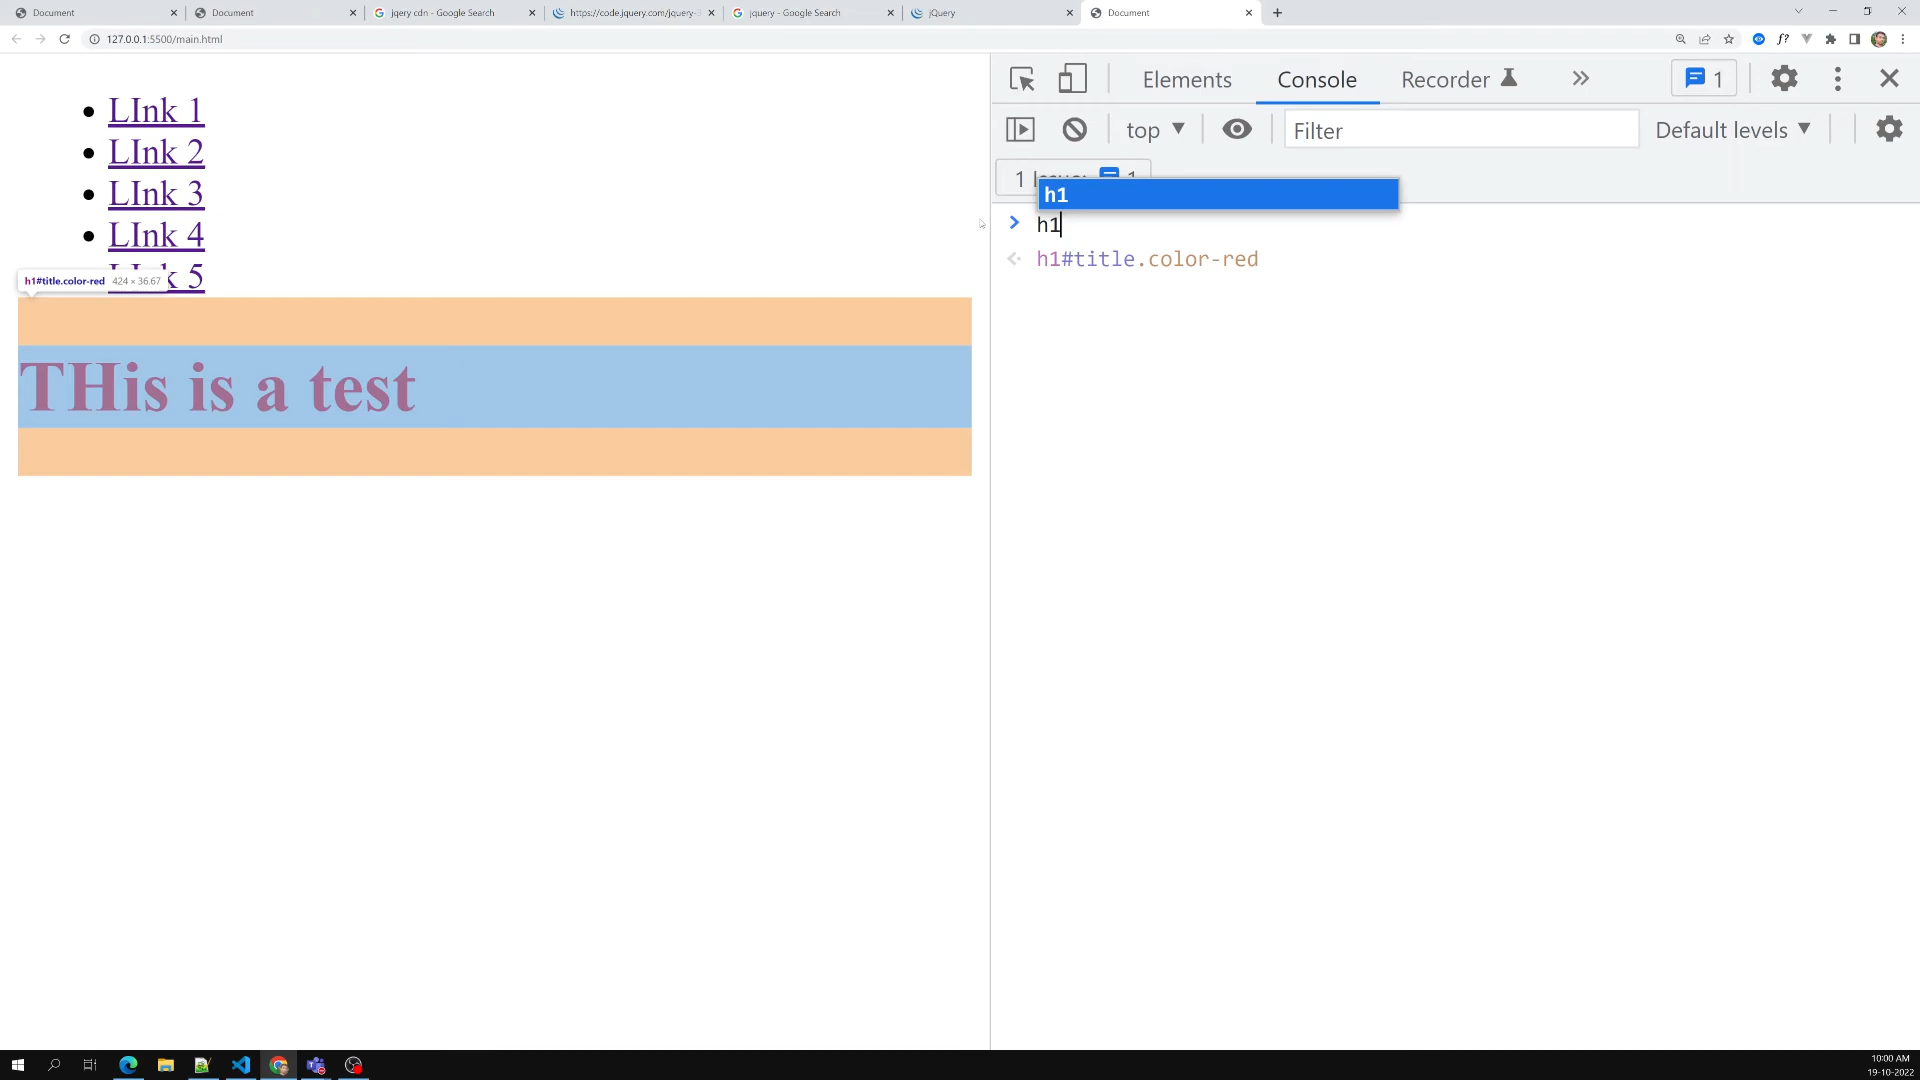 Document
Document
jqery cdn - Google Search
https://code.jquery.com/jquery-
jquery - Google Search
jQuery
Document
127.0.0.1:5500/main.html
f?
LInk 1
LInk 2
LInk 3
LInk 4
k 5
h1#title.color-red 424 × 36.67
THis is a test
Elements
Console
Recorder
1
top
Filter
Default levels
1
1
h1
h1
h1#title.color-red
10:00 AM
19-10-2022